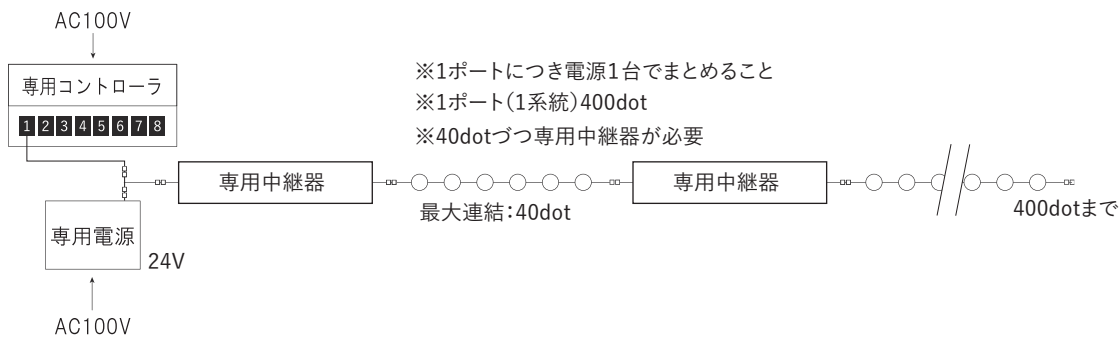 AC100V
専用コントローラ
1 2 3 4 5 6 7 8
※1ポートにつき電源1台でまとめること
※1ポート(1系統)400dot
※40dotづつ専用中継器が必要
専用中継器
専用中継器
最大連結:40dot
400dotまで
専用電源
24V
AC100V